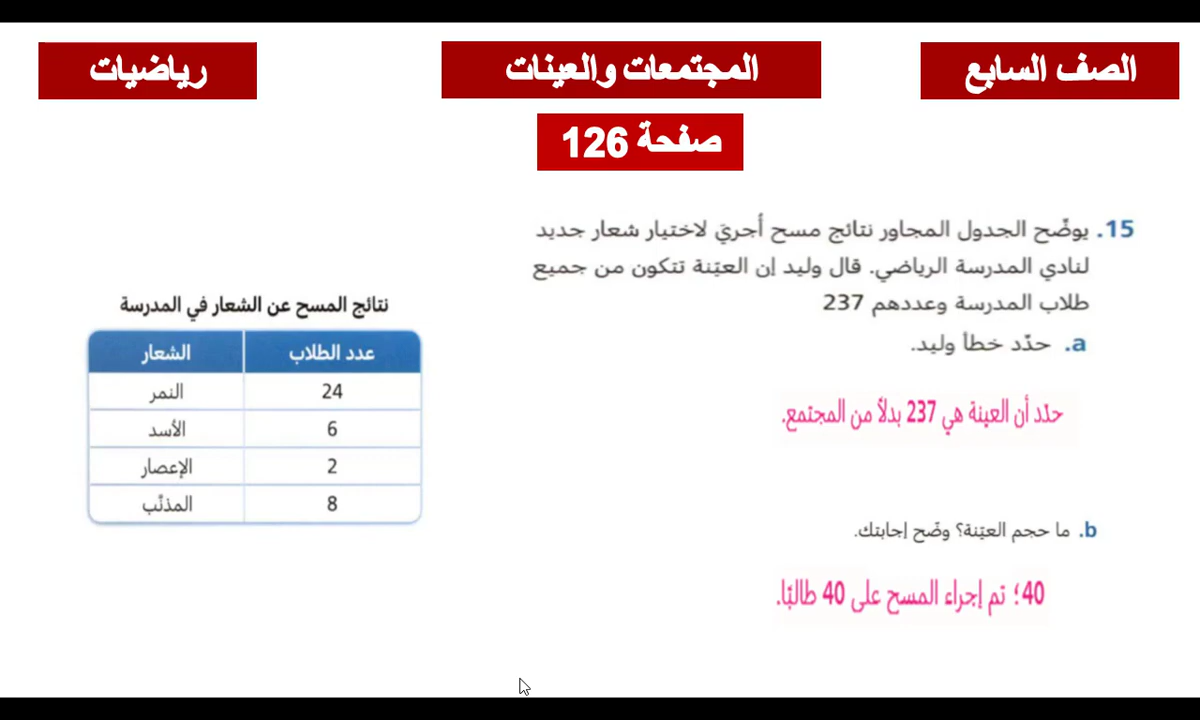 الصف السابع
المجتمعات والعينات
رياضيات
صفحة 126
15. يوضّح الجدول المجاور نتائج مسح أُجريَ لاختيار شعار جديد
لنادي المدرسة الرياضي. قال وليد إن العيّنة تتكون من جميع
طلاب المدرسة وعددهم 237
a. حدّد خطأ وليد.
حدّد أن العينة هي 237 بدلاً من المجتمع.
b. ما حجم العيّنة؟ وضّح إجابتك.
40؛ تم إجراء المسح على 40 طالبًا.
نتائج المسح عن الشعار في المدرسة
عدد الطلاب الشعار
24 النمر
6 الأسد
2 الإعصار
8 المذنَّب